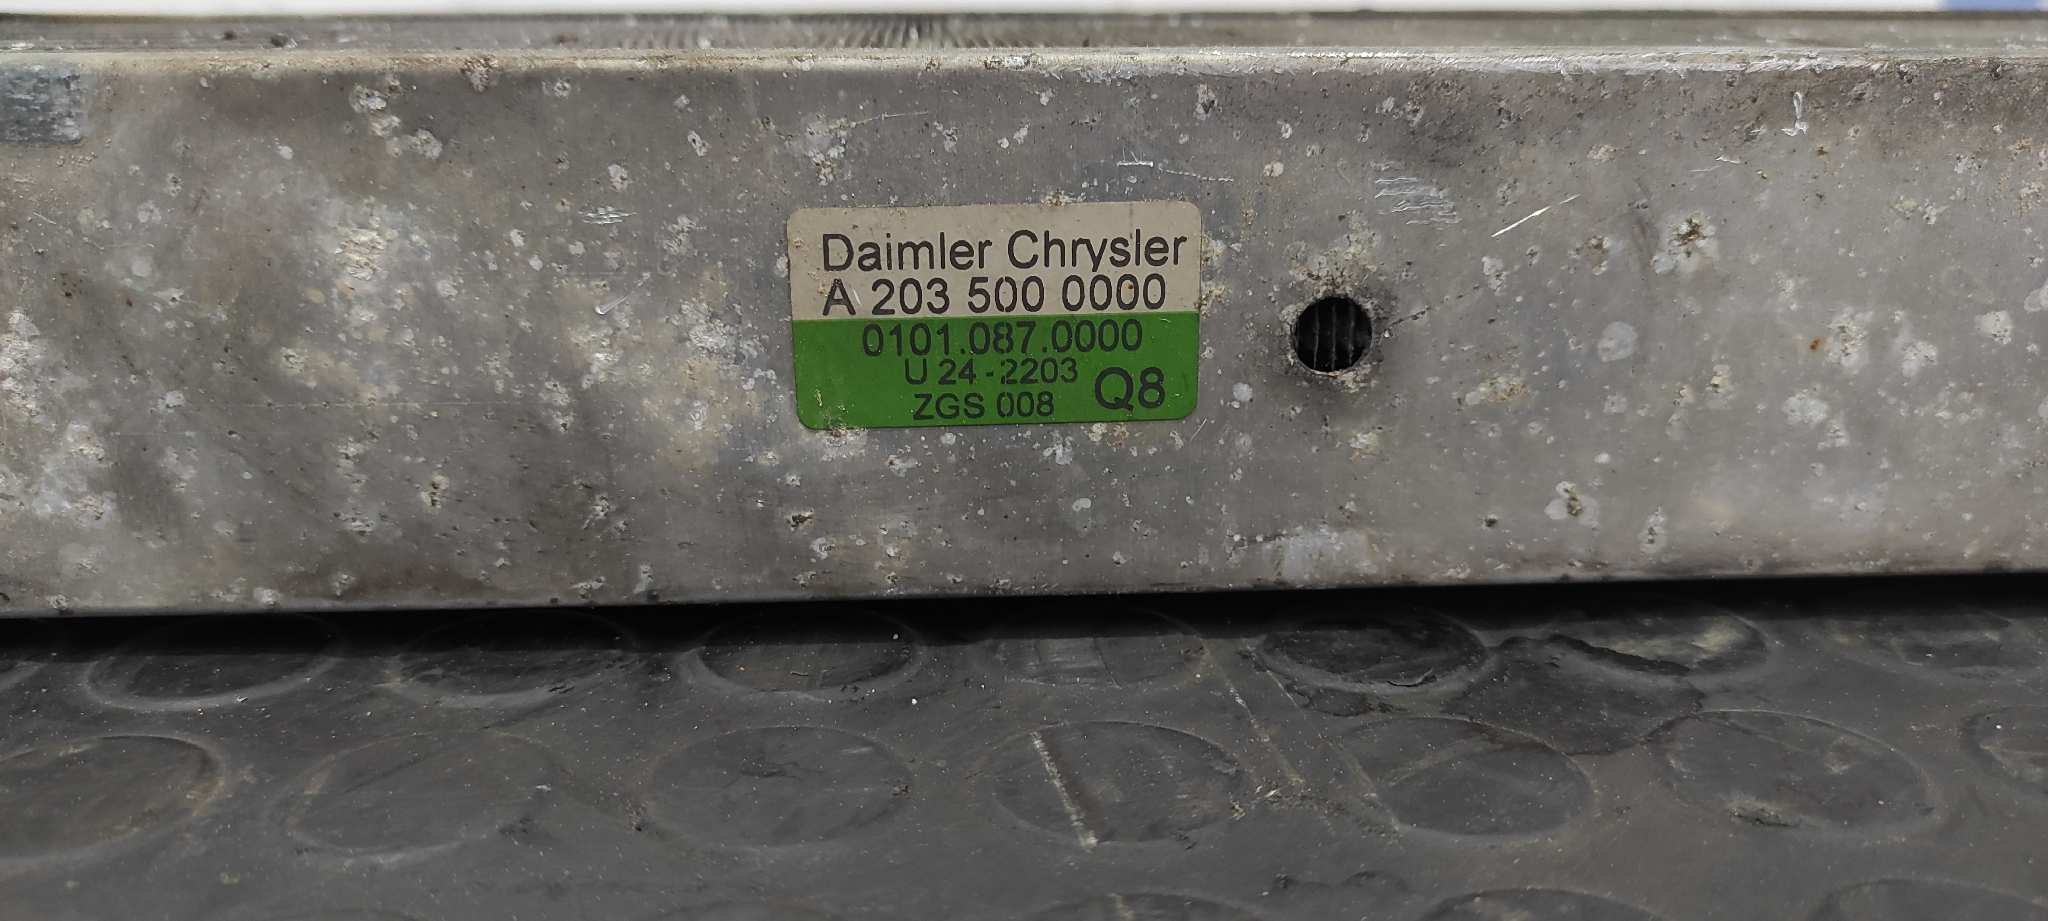 Daimler Chrysler
A 203 500 0000
0101.087.0000
U 24 - 2203
ZGS 008 Q8